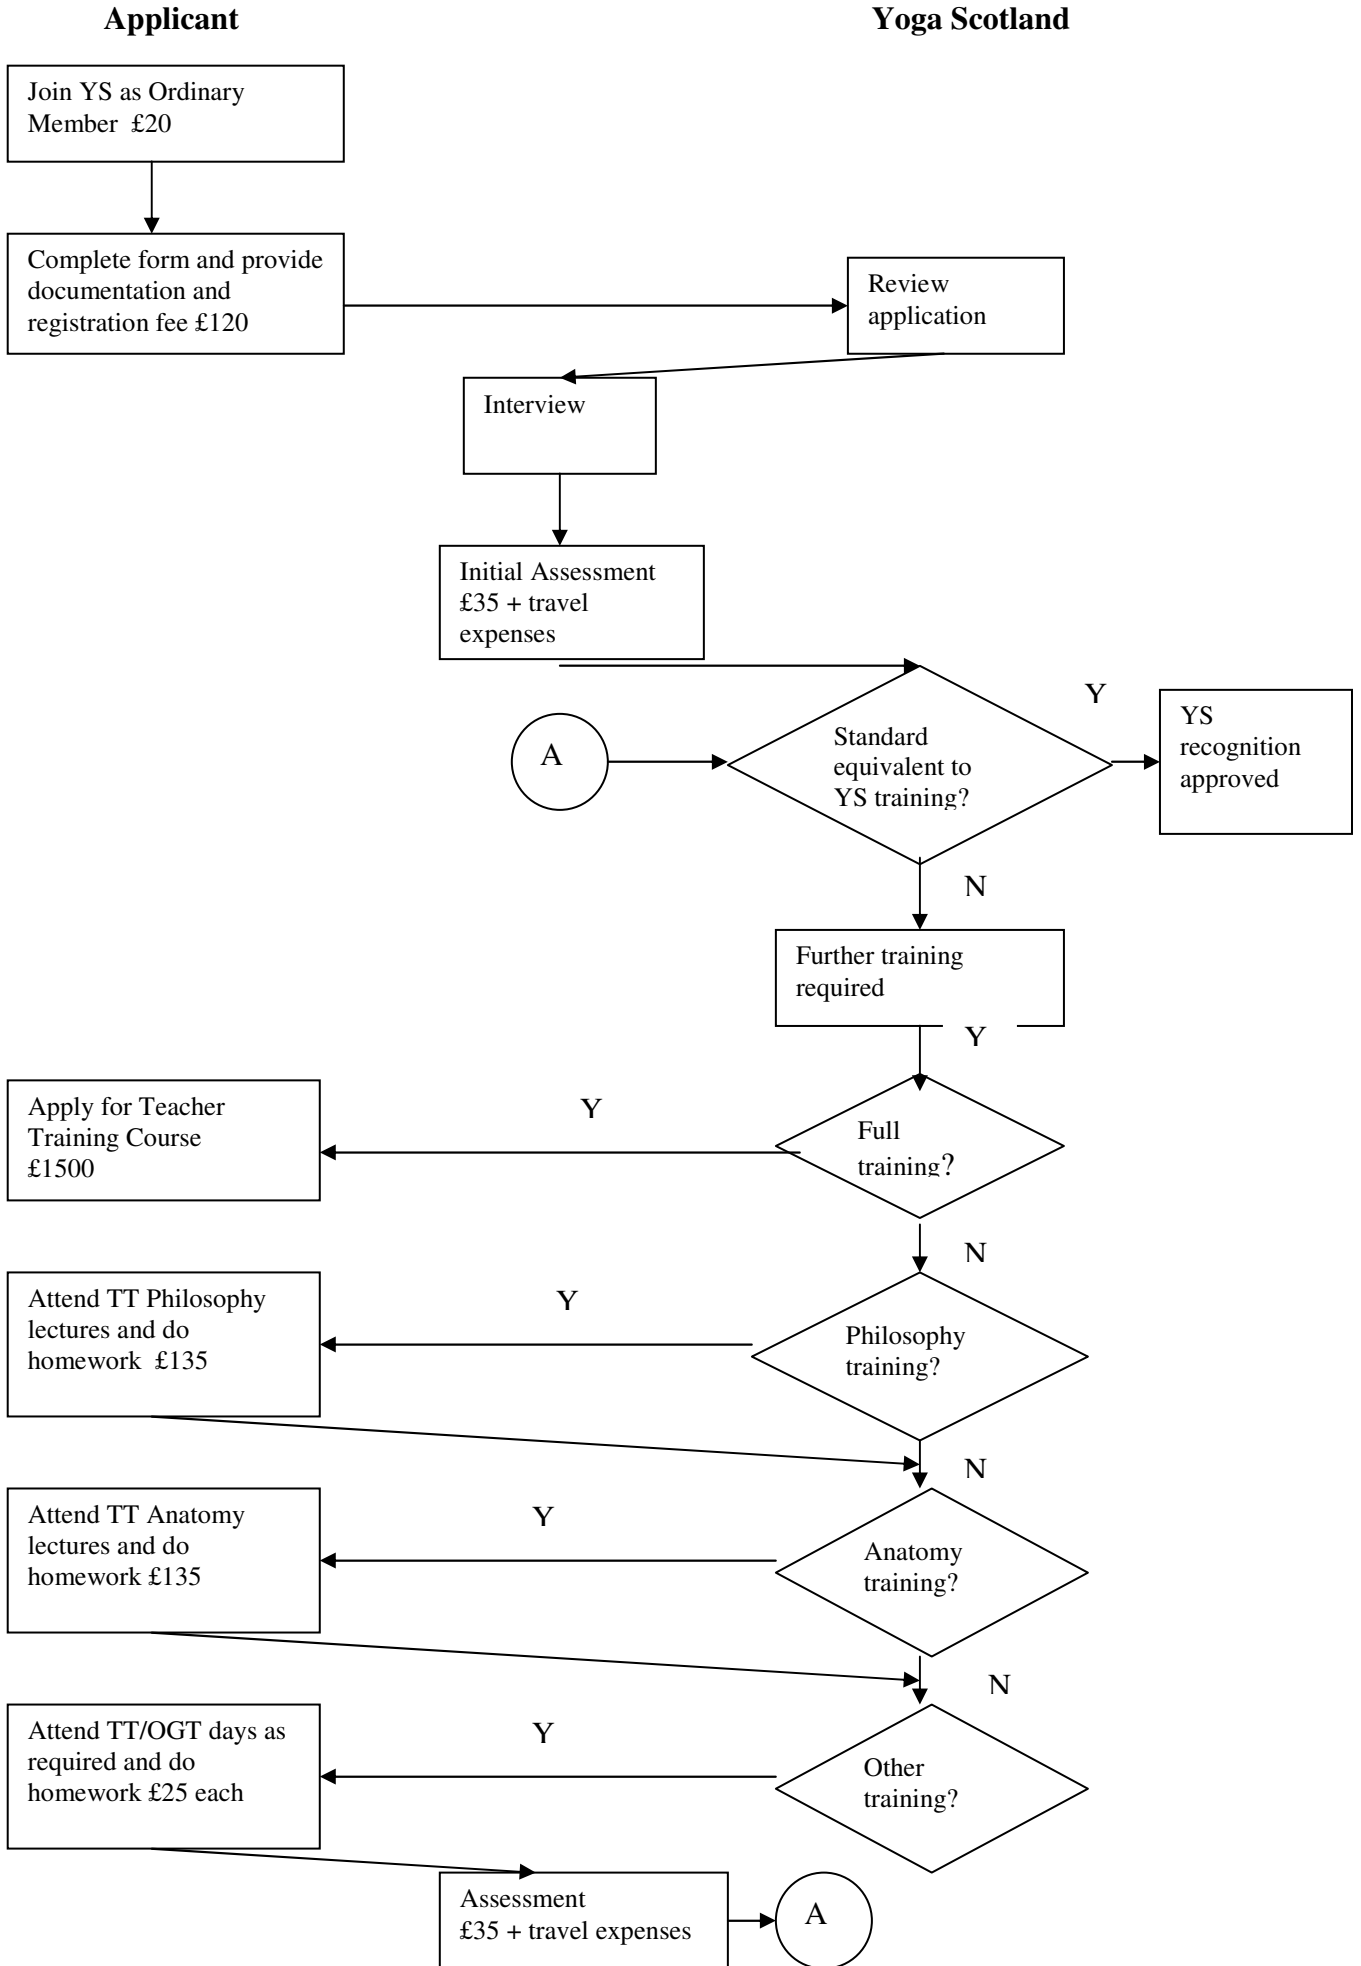 Applicant
Yoga Scotland
Join YS as Ordinary
Member £20
Complete form and provide
documentation and
registration fee £120
Review
application
Interview
Initial Assessment
£35 + travel
expenses
Y
YS
recognition
approved
A
Standard
equivalent to
YS training?
N
Further training
required
Y
Apply for Teacher
Training Course
£1500
Y
Full
training?
N
Attend TT Philosophy
lectures and do
homework £135
Y
Philosophy
training?
N
Attend TT Anatomy
lectures and do
homework £135
Y
Anatomy
training?
N
Attend TT/OGT days as
required and do
homework £25 each
Y
Other
training?
Assessment
£35 + travel expenses
A